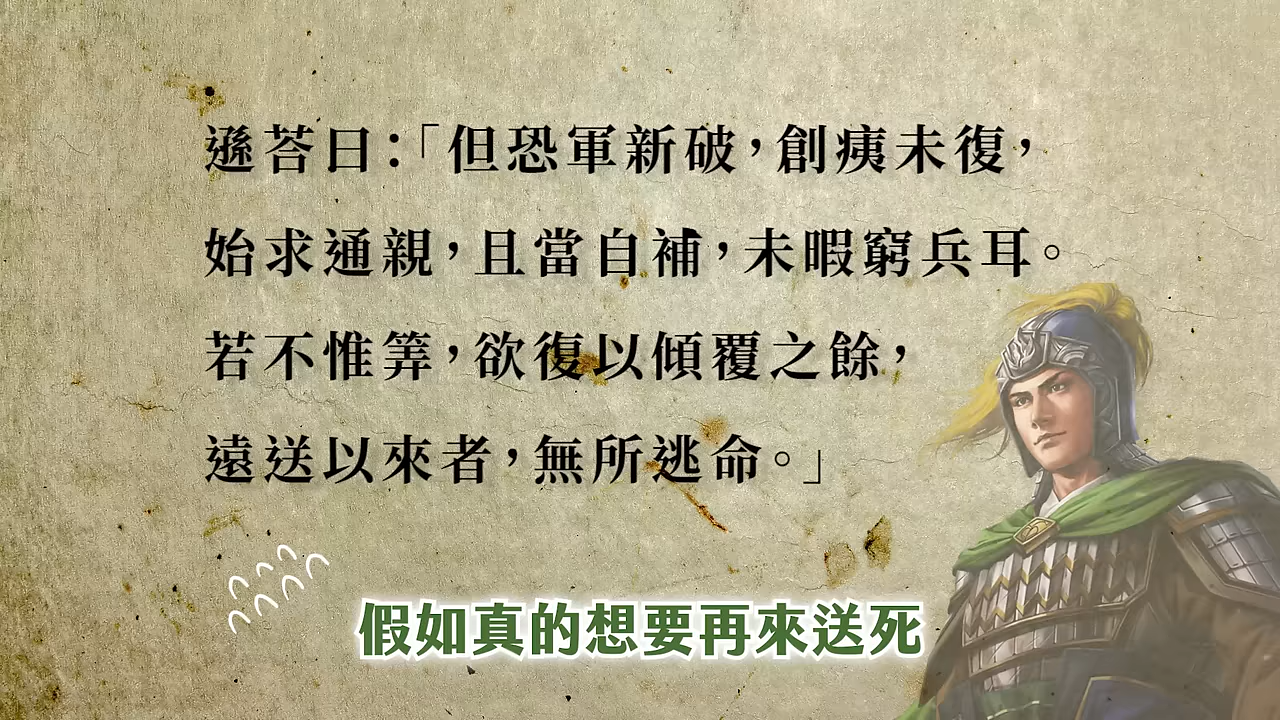 遜荅曰：「但恐軍新破，創痍未復，
始求通親，且當自補，未暇窮兵耳。
若不惟筭，欲復以傾覆之餘，
遠送以來者，無所逃命。」
假如真的想要再來送死